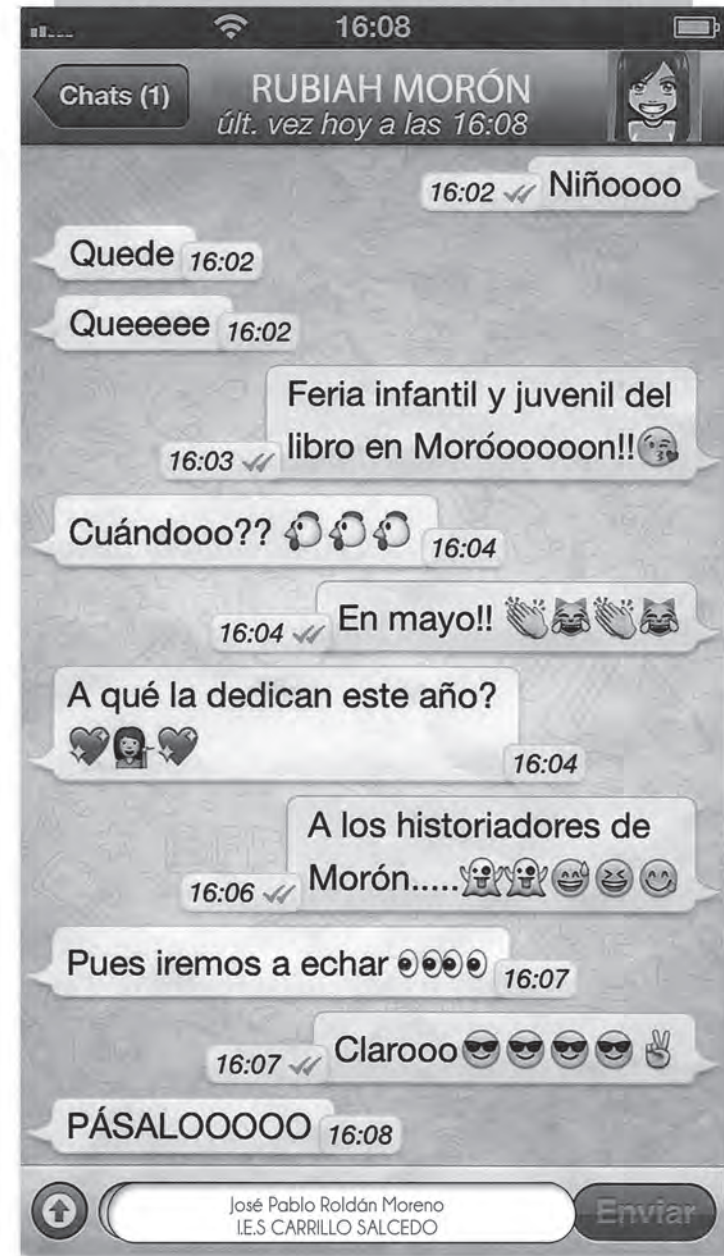 16:08
Chats (1)
RUBIAH MORÓN
últ. vez hoy a las 16:08
16:02 Niñoooo
Quede 16:02
Queeeee 16:02
Feria infantil y juvenil del
16:03 libro en Moróooooon!!😘
Cuándooo?? 🐔🐔🐔 16:04
16:04 En mayo!! 👏😹👏😹
A qué la dedican este año?
💖💁💖 16:04
A los historiadores de
16:06 Morón.....👻👻😅😆😋
Pues iremos a echar 👀👀 16:07
16:07 Clarooo😎😎😎😎✌
PÁSALOOOOO 16:08
José Pablo Roldán Moreno
I.E.S CARRILLO SALCEDO
Enviar